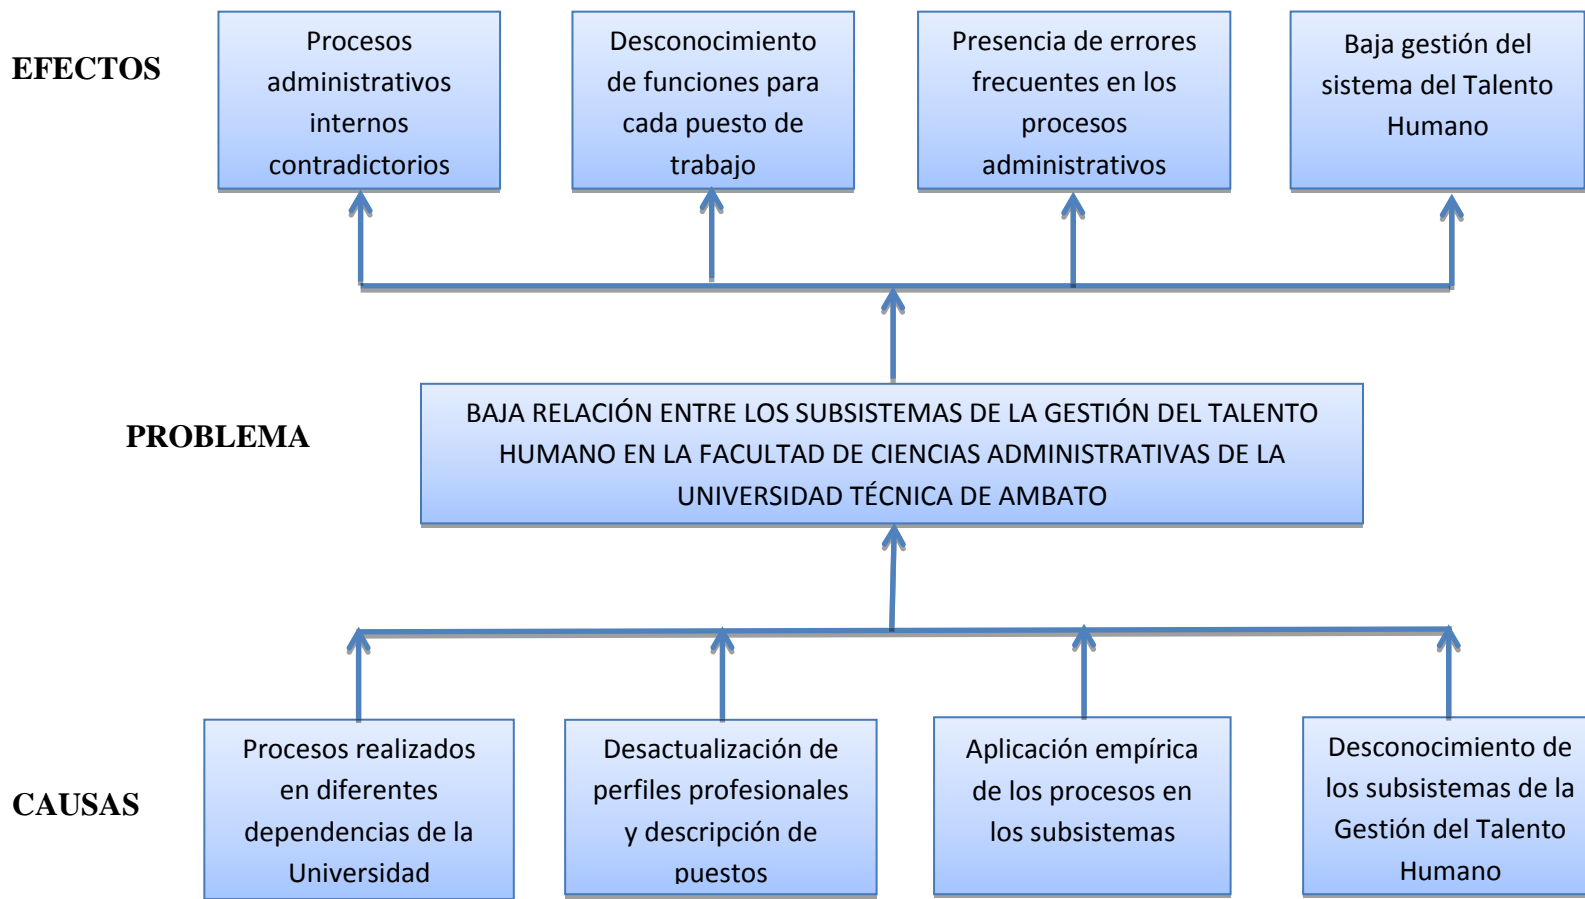 EFECTOS
Procesos
administrativos
internos
contradictorios
Desconocimiento
de funciones para
cada puesto de
trabajo
Presencia de errores
frecuentes en los
procesos
administrativos
Baja gestión del
sistema del Talento
Humano
PROBLEMA
BAJA RELACIÓN ENTRE LOS SUBSISTEMAS DE LA GESTIÓN DEL TALENTO
HUMANO EN LA FACULTAD DE CIENCIAS ADMINISTRATIVAS DE LA
UNIVERSIDAD TÉCNICA DE AMBATO
CAUSAS
Procesos realizados
en diferentes
dependencias de la
Universidad
Desactualización de
perfiles profesionales
y descripción de
puestos
Aplicación empírica
de los procesos en
los subsistemas
Desconocimiento de
los subsistemas de la
Gestión del Talento
Humano